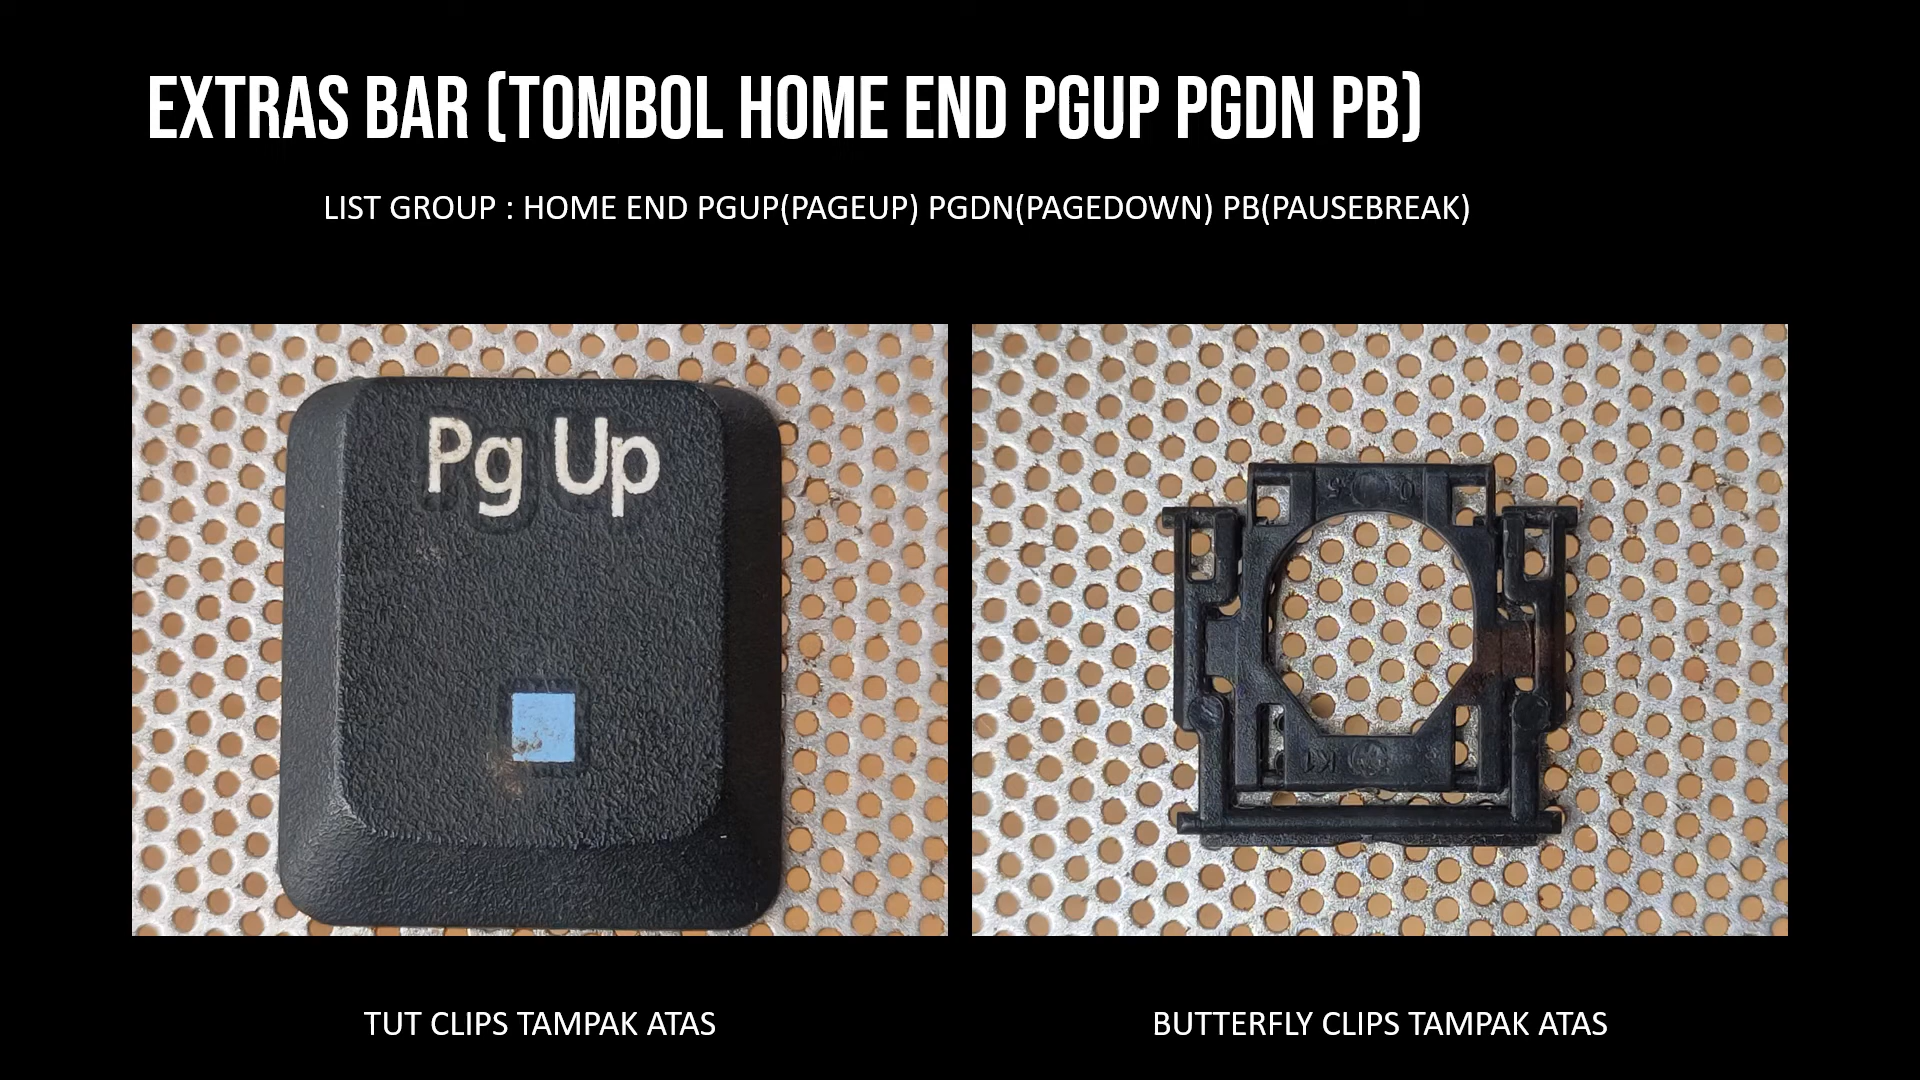 EXTRAS BAR (TOMBOL HOME END PGUP PGDN PB)
LIST GROUP : HOME END PGUP(PAGEUP) PGDN(PAGEDOWN) PB(PAUSEBREAK)
Pg Up
K1
TUT CLIPS TAMPAK ATAS
BUTTERFLY CLIPS TAMPAK ATAS